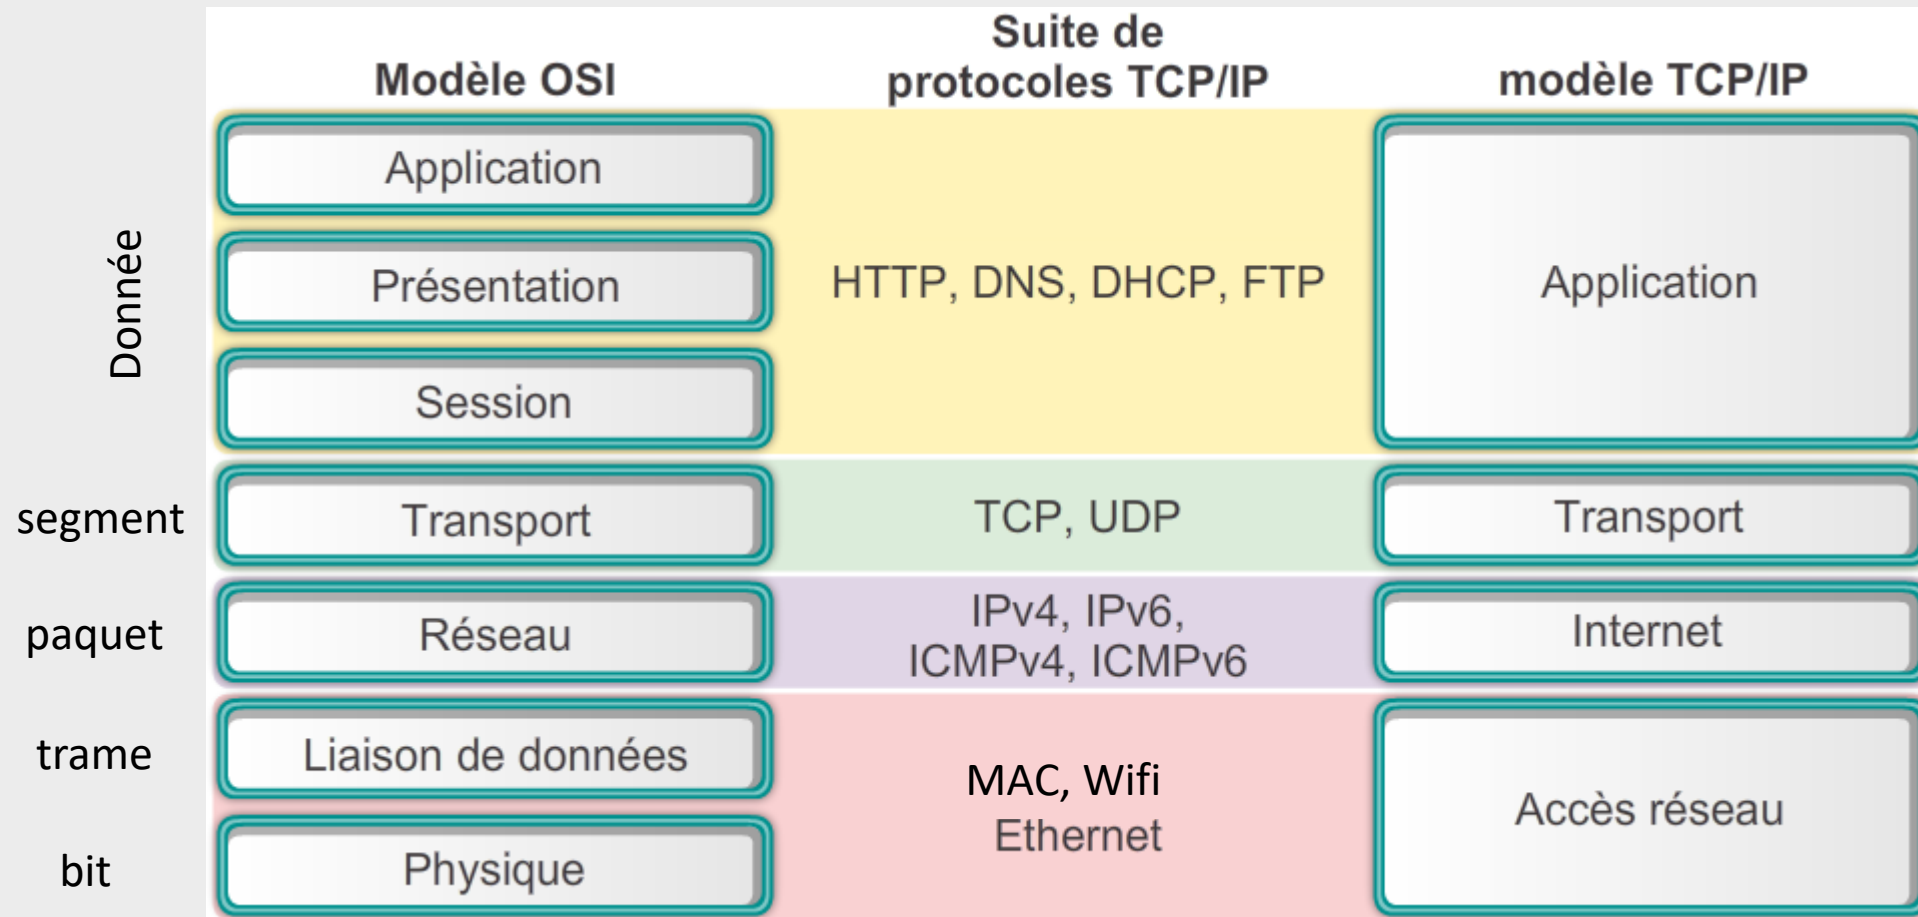 Modèle OSI
Suite de
protocoles TCP/IP
modèle TCP/IP
Donnée
Application
Présentation
Session
HTTP, DNS, DHCP, FTP
Application
segment
Transport
TCP, UDP
Transport
paquet
Réseau
IPv4, IPv6,
ICMPv4, ICMPv6
Internet
trame
Liaison de données
bit
Physique
MAC, Wifi
Ethernet
Accès réseau